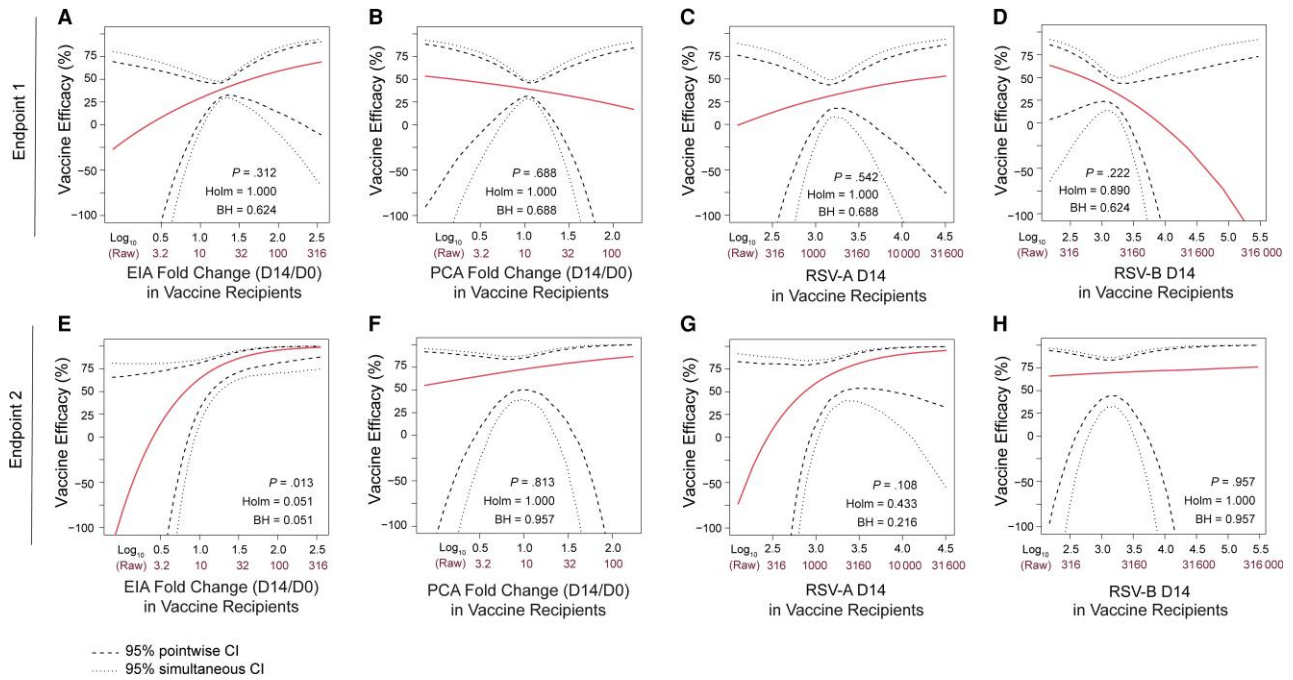 Endpoint 1
A
Vaccine Efficacy (%)
75
50
25
0
−50
−100
P = .312
Holm = 1.000
BH = 0.624
Log10 0.5 1.0 1.5 2.0 2.5
(Raw) 3.2 10 32 100 316
EIA Fold Change (D14/D0)
in Vaccine Recipients
B
Vaccine Efficacy (%)
75
50
25
0
−50
−100
P = .688
Holm = 1.000
BH = 0.688
Log10 0.5 1.0 1.5 2.0
(Raw) 3.2 10 32 100
PCA Fold Change (D14/D0)
in Vaccine Recipients
C
Vaccine Efficacy (%)
75
50
25
0
−50
−100
P = .542
Holm = 1.000
BH = 0.688
Log10 2.5 3.0 3.5 4.0 4.5
(Raw) 316 1000 3160 10 000 31 600
RSV-A D14
in Vaccine Recipients
D
Vaccine Efficacy (%)
75
50
25
0
−50
−100
P = .222
Holm = 0.890
BH = 0.624
2.5 3.0 3.5 4.0 4.5 5.0 5.5
316 3160 31 600 316 000
RSV-B D14
in Vaccine Recipients
Endpoint 2
E
Vaccine Efficacy (%)
75
50
25
0
−50
−100
P = .013
Holm = 0.051
BH = 0.051
Log10 0.5 1.0 1.5 2.0 2.5
(Raw) 3.2 10 32 100 316
EIA Fold Change (D14/D0)
in Vaccine Recipients
F
Vaccine Efficacy (%)
75
50
25
0
−50
−100
P = .813
Holm = 1.000
BH = 0.957
Log10 0.5 1.0 1.5 2.0
(Raw) 3.2 10 32 100
PCA Fold Change (D14/D0)
in Vaccine Recipients
G
Vaccine Efficacy (%)
75
50
25
0
−50
−100
P = .108
Holm = 0.433
BH = 0.216
Log10 2.5 3.0 3.5 4.0 4.5
(Raw) 316 1000 3160 10 000 31 600
RSV-A D14
in Vaccine Recipients
H
Vaccine Efficacy (%)
75
50
25
0
−50
−100
P = .957
Holm = 1.000
BH = 0.957
2.5 3.0 3.5 4.0 4.5 5.0 5.5
316 3160 31 600 316 000
RSV-B D14
in Vaccine Recipients
95% pointwise CI
95% simultaneous CI